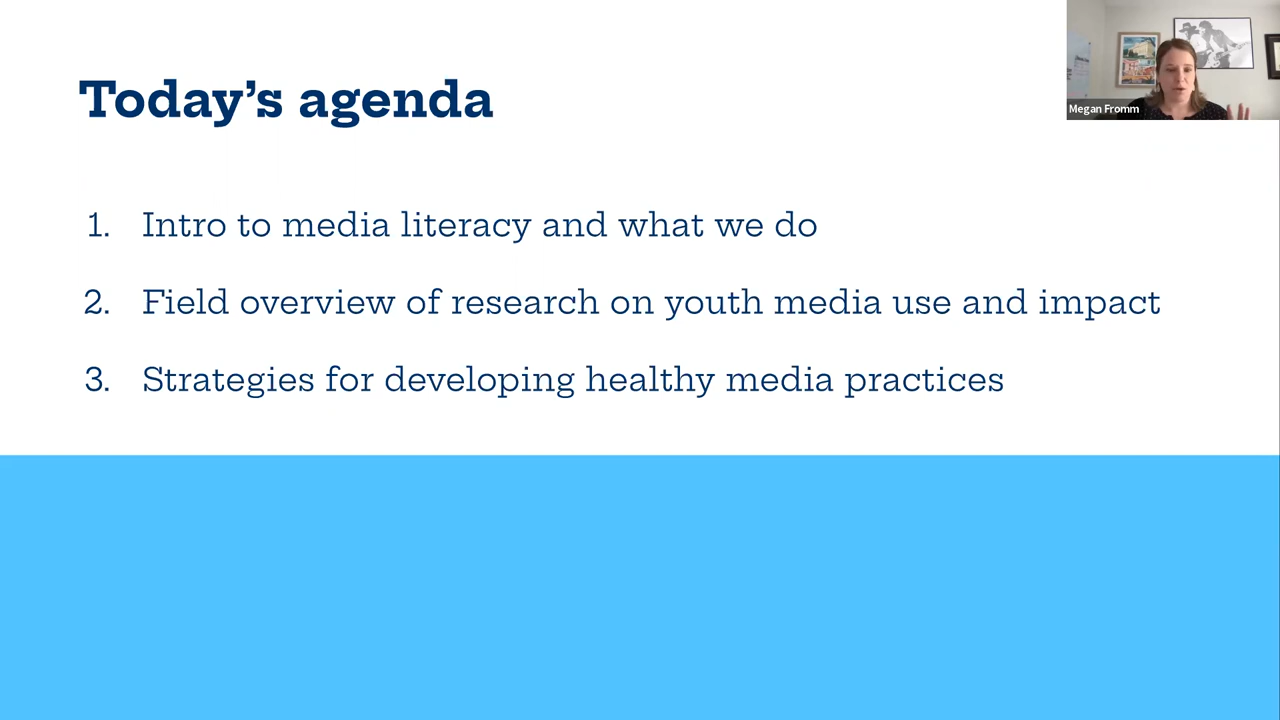 Today's agenda
Megan Fromm
1. Intro to media literacy and what we do
2. Field overview of research on youth media use and impact
3. Strategies for developing healthy media practices